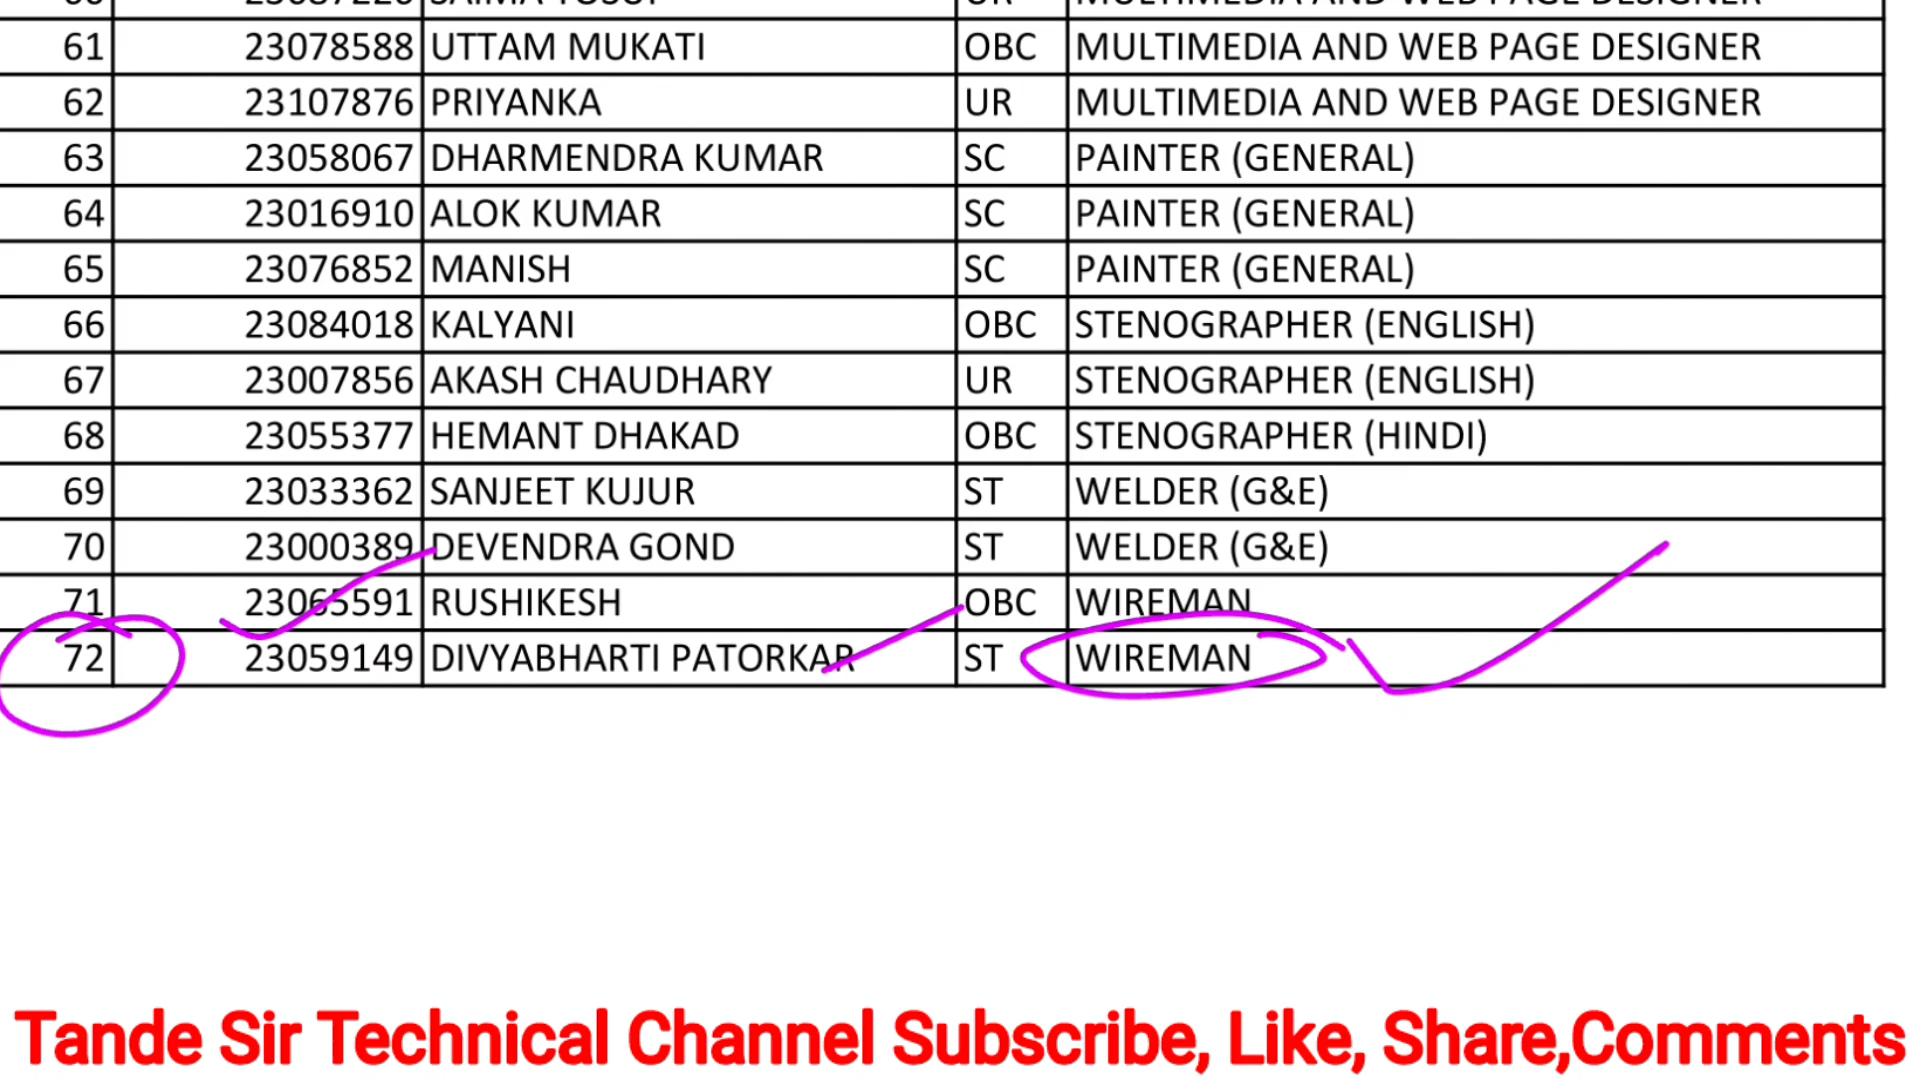 61 23078588 UTTAM MUKATI OBC MULTIMEDIA AND WEB PAGE DESIGNER
62 23107876 PRIYANKA UR MULTIMEDIA AND WEB PAGE DESIGNER
63 23058067 DHARMENDRA KUMAR SC PAINTER (GENERAL)
64 23016910 ALOK KUMAR SC PAINTER (GENERAL)
65 23076852 MANISH SC PAINTER (GENERAL)
66 23084018 KALYANI OBC STENOGRAPHER (ENGLISH)
67 23007856 AKASH CHAUDHARY UR STENOGRAPHER (ENGLISH)
68 23055377 HEMANT DHAKAD OBC STENOGRAPHER (HINDI)
69 23033362 SANJEET KUJUR ST WELDER (G&E)
70 23000389 DEVENDRA GOND ST WELDER (G&E)
71 23065591 RUSHIKESH OBC WIREMAN
72 23059149 DIVYABHARTI PATORKAR ST WIREMAN
Tande Sir Technical Channel Subscribe, Like, Share,Comments